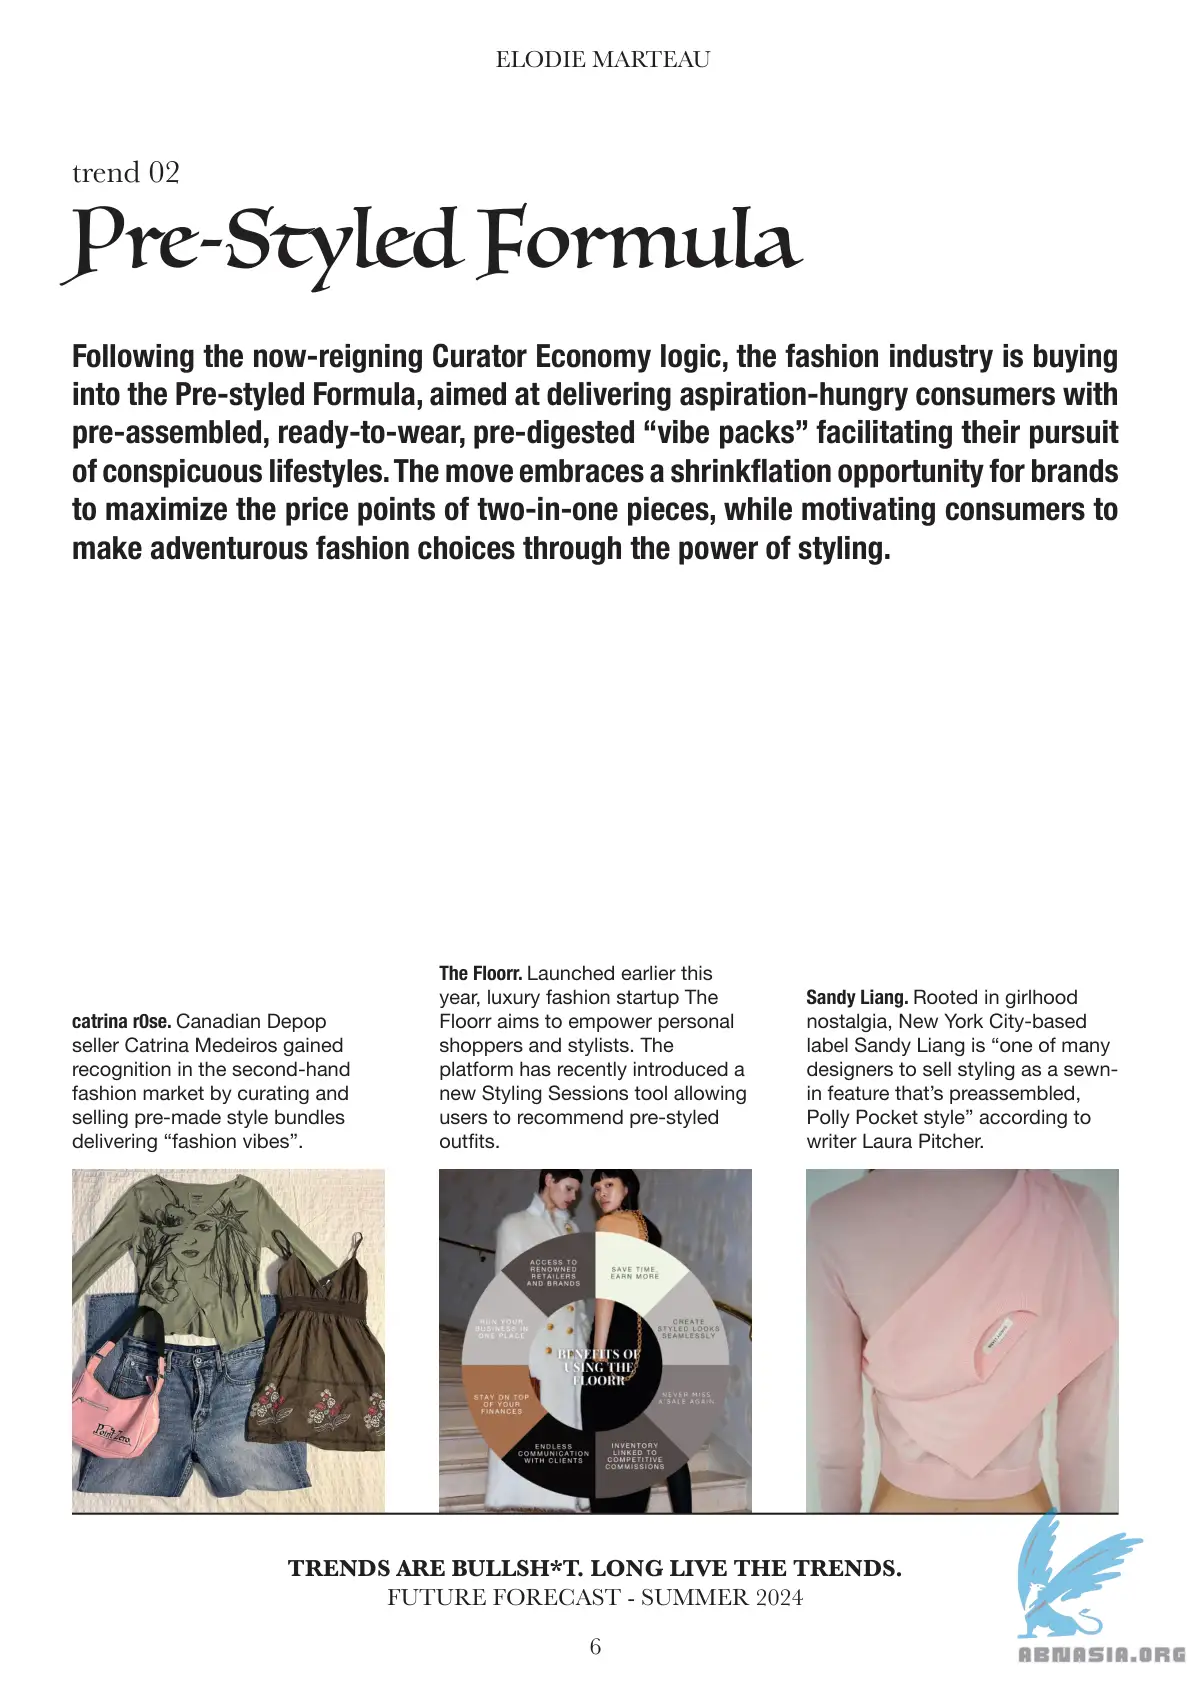 ELODIE MARTEAU
trend 02
Pre-Styled Formula
Following the now-reigning Curator Economy logic, the fashion industry is buying
into the Pre-styled Formula, aimed at delivering aspiration-hungry consumers with
pre-assembled, ready-to-wear, pre-digested “vibe packs” facilitating their pursuit
of conspicuous lifestyles. The move embraces a shrinkflation opportunity for brands
to maximize the price points of two-in-one pieces, while motivating consumers to
make adventurous fashion choices through the power of styling.
catrina r0se. Canadian Depop
seller Catrina Medeiros gained
recognition in the second-hand
fashion market by curating and
selling pre-made style bundles
delivering “fashion vibes”.
The Floorr. Launched earlier this
year, luxury fashion startup The
Floorr aims to empower personal
shoppers and stylists. The
platform has recently introduced a
new Styling Sessions tool allowing
users to recommend pre-styled
outfits.
Sandy Liang. Rooted in girlhood
nostalgia, New York City-based
label Sandy Liang is “one of many
designers to sell styling as a sewn-
in feature that’s preassembled,
Polly Pocket style” according to
writer Laura Pitcher.
Point Zero
ACCESS TO
RENOWNED
RETAILERS
AND BRANDS
SAVE TIME,
EARN MORE
RUN YOUR
BUSINESS IN
ONE PLACE
CREATE
STYLED LOOKS
SEAMLESSLY
BENEFITS OF
USING THE
FLOORR
STAY ON TOP
OF YOUR
FINANCES
NEVER MISS
A SALE AGAIN
ENDLESS
COMMUNICATION
WITH CLIENTS
INVENTORY
LINKED TO
COMPETITIVE
COMMISSIONS
TRENDS ARE BULLSH*T. LONG LIVE THE TRENDS.
FUTURE FORECAST - SUMMER 2024
6
ABNASIA.ORG